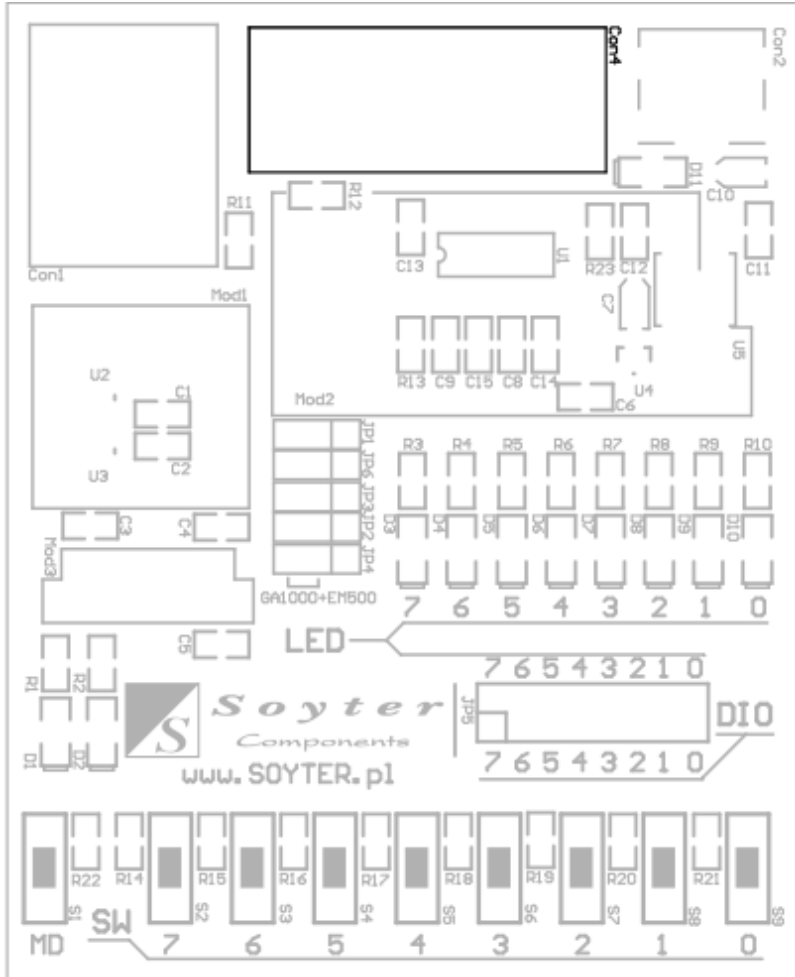 Con4
Con2
D11
C10
R12
R11
C13
U1
R23 C12
C11
Con1
Mod1
C7
U5
R13 C9 C15 C8 C14
U4
C6
U2
C1
Mod2
JP1
U3
C2
JP6
R3 R4 R5 R6 R7 R8 R9 R10
JP3
C3
C4
JP2
D3 D4 D5 D6 D7 D8 D9 D10
Mod3
JP4
GA1000+EM500
7 6 5 4 3 2 1 0
C5
LED
7 6 5 4 3 2 1 0
R1 R2
JP5
DIO
S
Soyter
Components
D1 D2
www.SOYTER.pl
7 6 5 4 3 2 1 0
R22 R14 R15 R16 R17 R18 R19 R20 R21
S1 S2 S3 S4 S5 S6 S7 S8 S9
SW
MD 7 6 5 4 3 2 1 0